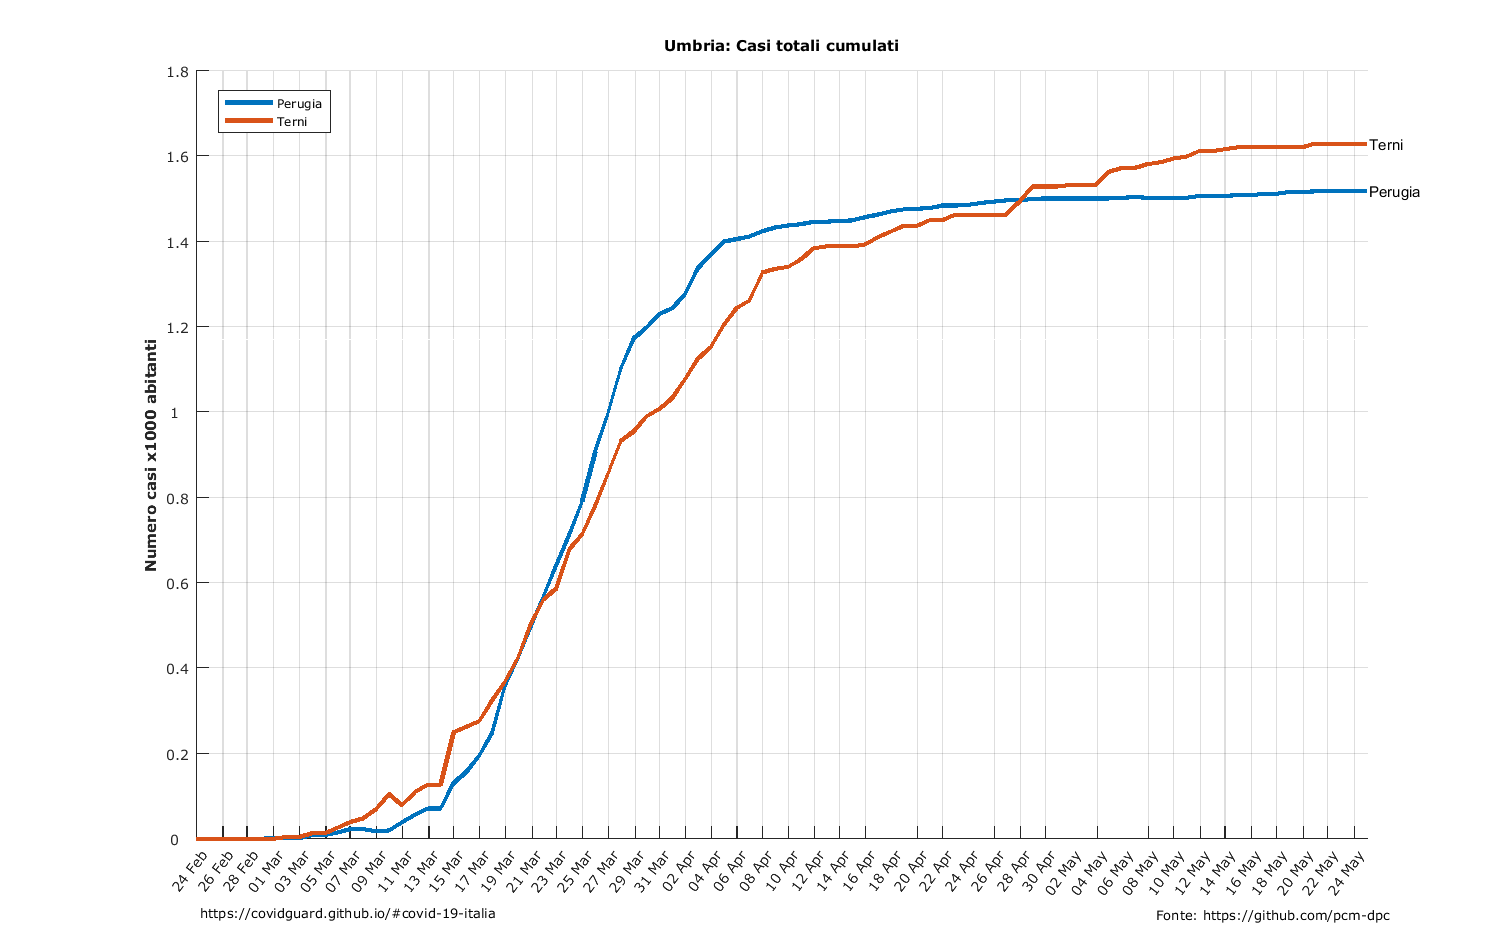 Umbria: Casi totali cumulati
Numero casi x1000 abitanti
1.8
1.6
1.4
1.2
1
0.8
0.6
0.4
0.2
0
Perugia
Terni
Terni
Perugia
24 Feb
26 Feb
28 Feb
01 Mar
03 Mar
05 Mar
07 Mar
09 Mar
11 Mar
13 Mar
15 Mar
17 Mar
19 Mar
21 Mar
23 Mar
25 Mar
27 Mar
29 Mar
31 Mar
02 Apr
04 Apr
06 Apr
08 Apr
10 Apr
12 Apr
14 Apr
16 Apr
18 Apr
20 Apr
22 Apr
24 Apr
26 Apr
28 Apr
30 Apr
02 May
04 May
06 May
08 May
10 May
12 May
14 May
16 May
18 May
20 May
22 May
24 May
https://covidguard.github.io/#covid-19-italia
Fonte: https://github.com/pcm-dpc